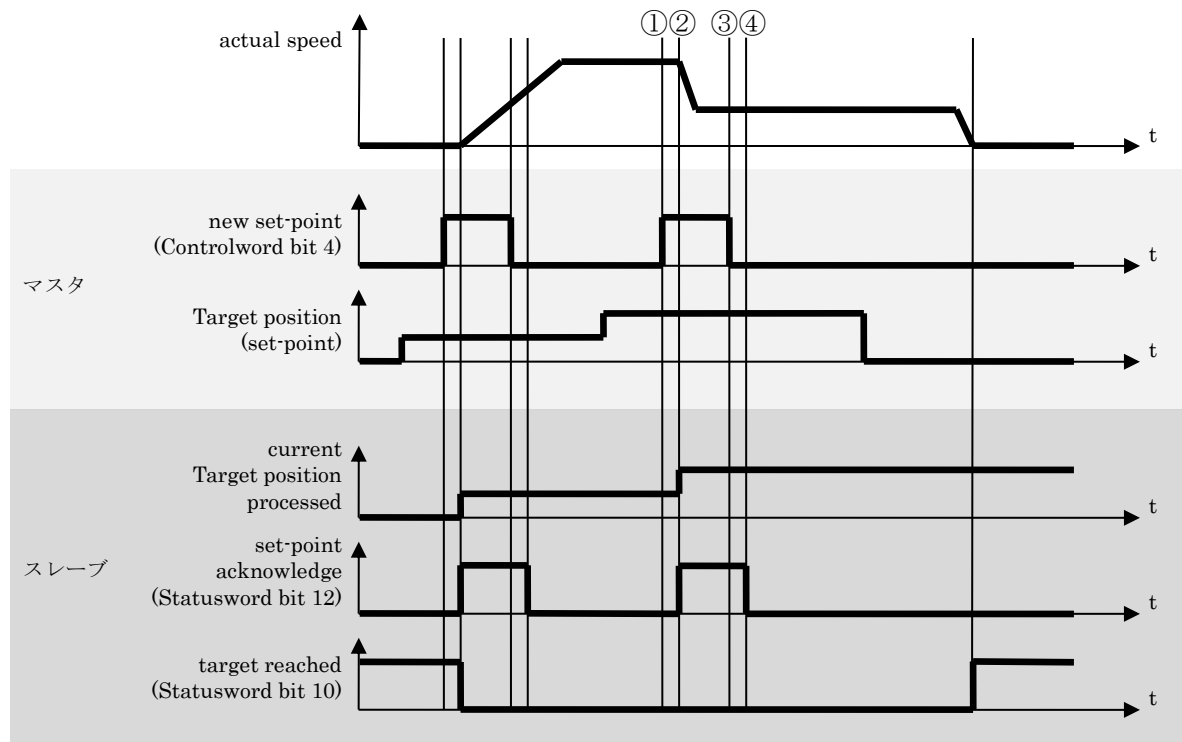 ①② ③④
actual speed
t
new set-point
(Controlword bit 4)
t
マスタ
Target position
(set-point)
t
current
Target position
processed
t
スレーブ
set-point
acknowledge
(Statusword bit 12)
t
target reached
(Statusword bit 10)
t